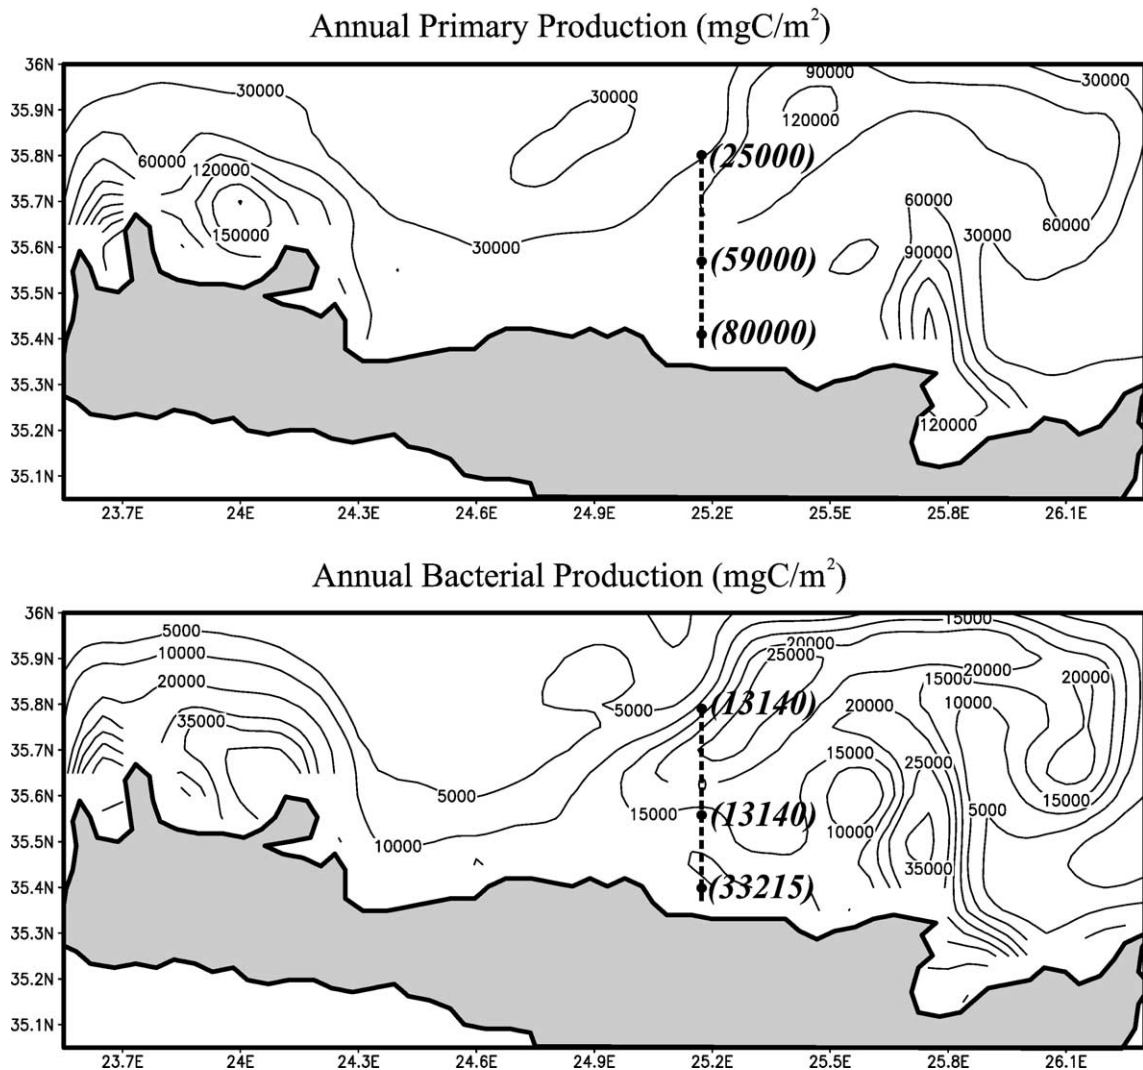 Annual Primary Production (mgC/m²)
36N
35.9N
35.8N
35.7N
35.6N
35.5N
35.4N
35.3N
35.2N
35.1N
30000
30000
90000
30000
120000
60000
120000
(25000)
150000
30000
60000
30000
60000
(59000)
90000
(80000)
120000
23.7E 24E 24.3E 24.6E 24.9E 25.2E 25.5E 25.8E 26.1E
Annual Bacterial Production (mgC/m²)
36N
35.9N
35.8N
35.7N
35.6N
35.5N
35.4N
35.3N
35.2N
35.1N
5000
15000
20000
10000
25000
20000
20000
15000
20000
5000
(13140)
10000
35000
20000
15000
25000
5000
15000
15000
(13140)
5000
10000
10000
35000
(33215)
23.7E 24E 24.3E 24.6E 24.9E 25.2E 25.5E 25.8E 26.1E